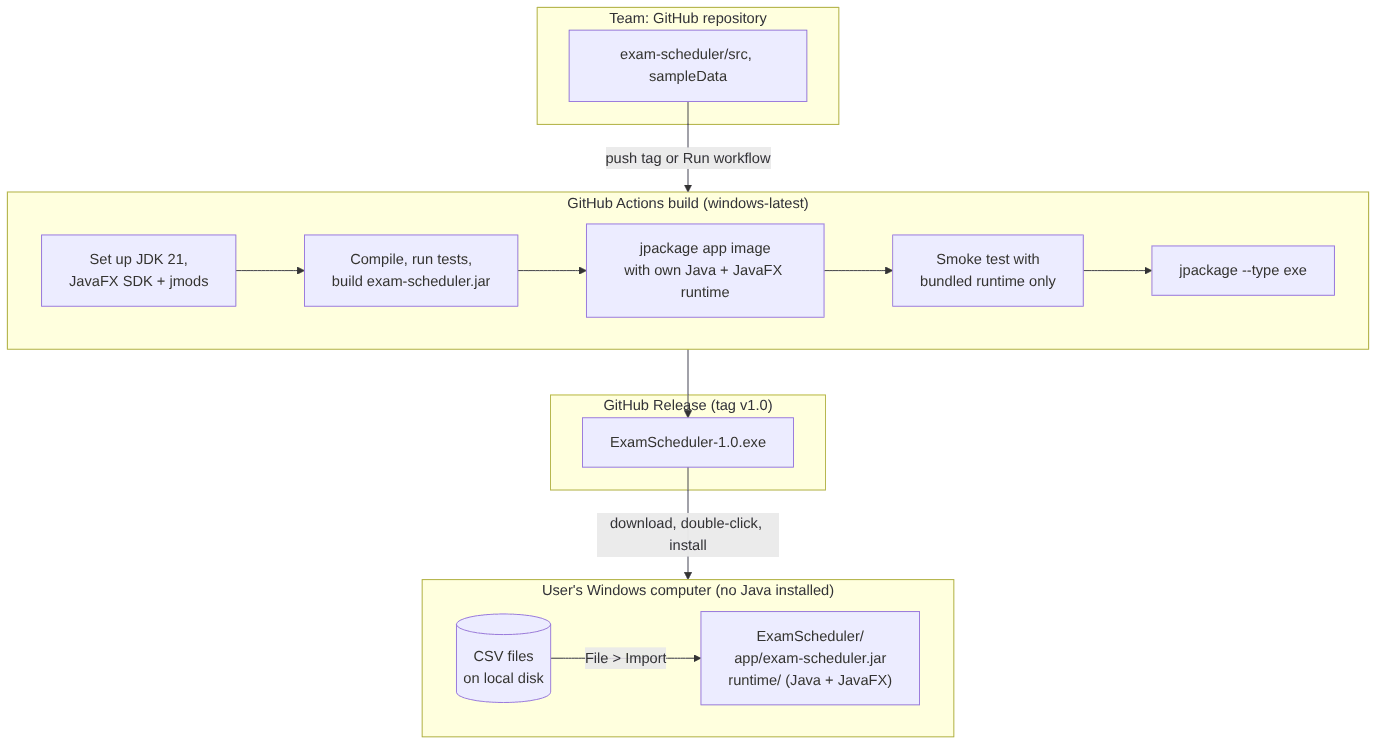 Team: GitHub repository
exam-scheduler/src,
sampleData
push tag or Run workflow
GitHub Actions build (windows-latest)
Set up JDK 21,
JavaFX SDK + jmods
Compile, run tests,
build exam-scheduler.jar
jpackage app image
with own Java + JavaFX
runtime
Smoke test with
bundled runtime only
jpackage --type exe
GitHub Release (tag v1.0)
ExamScheduler-1.0.exe
download, double-click,
install
User's Windows computer (no Java installed)
CSV files
on local disk
File > Import
ExamScheduler/
app/exam-scheduler.jar
runtime/ (Java + JavaFX)